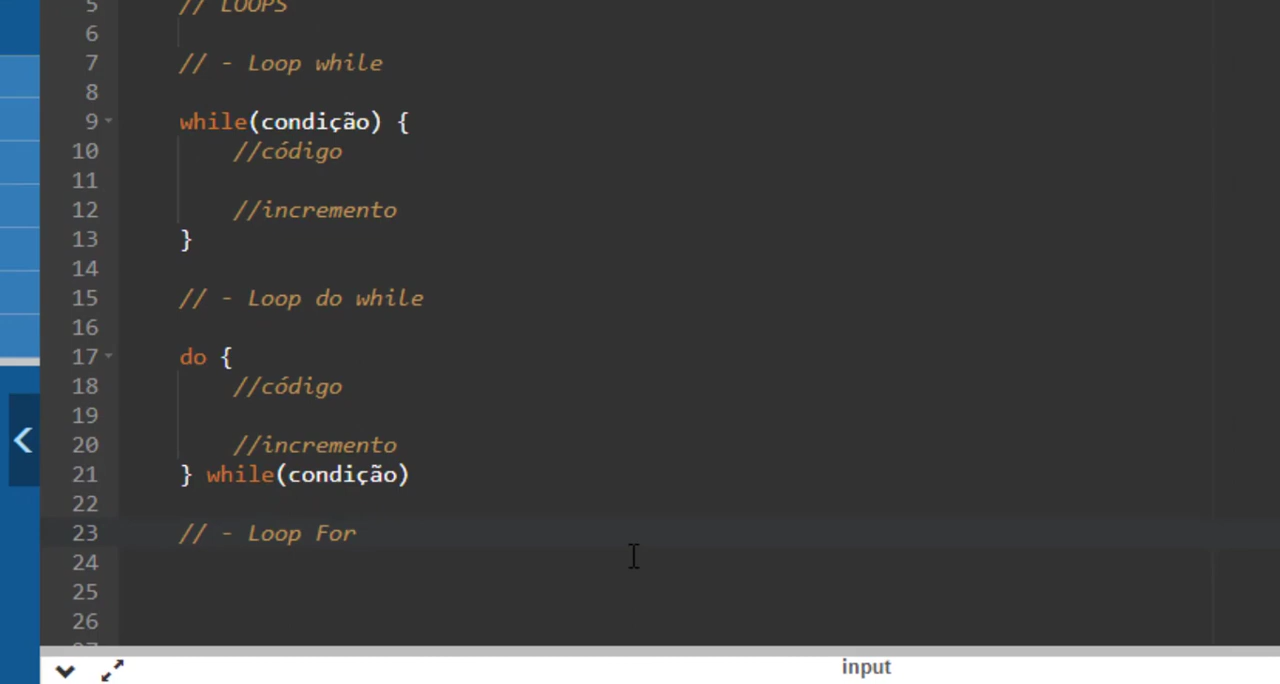 5 // LOOPS
6
7 // - Loop while
8
9 while(condição) {
10 //código
11
12 //incremento
13 }
14
15 // - Loop do while
16
17 do {
18 //código
19
20 //incremento
21 } while(condição)
22
23 // - Loop For
24
25
26
input